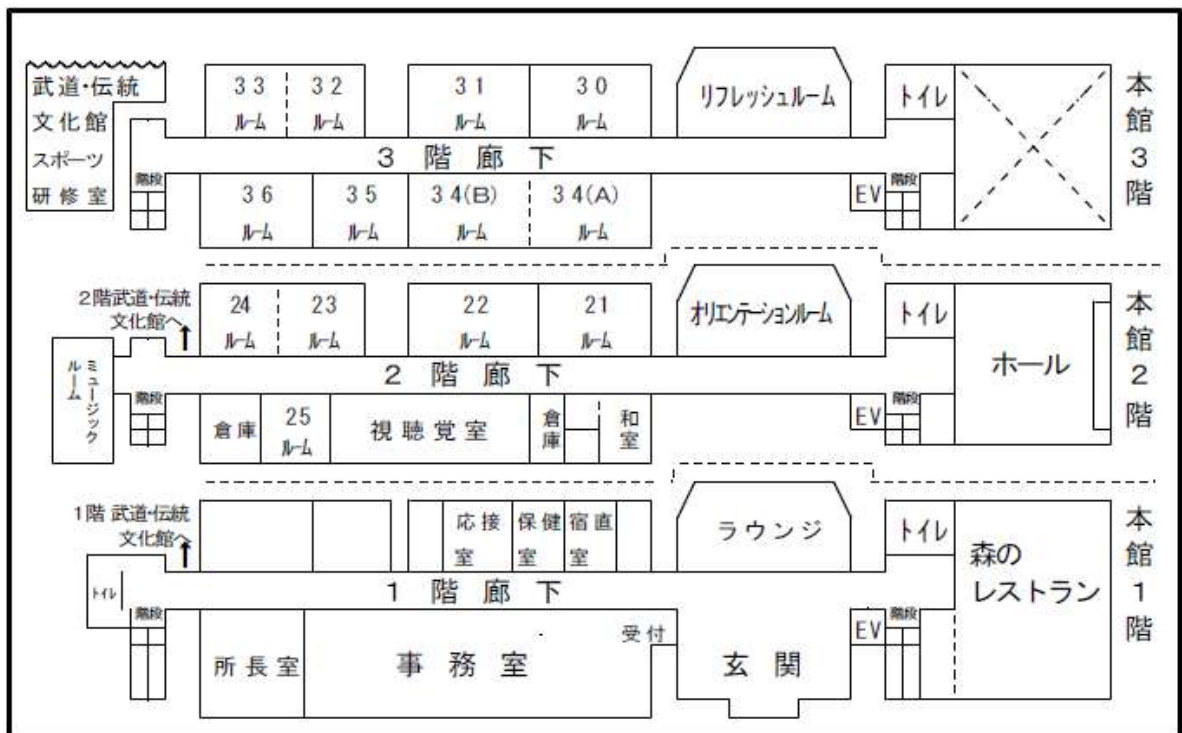 本館3階
武道・伝統
文化館
スポーツ
研修室
階段
33
ルーム
32
ルーム
31
ルーム
30
ルーム
リフレッシュルーム
トイレ
3階廊下
36
ルーム
35
ルーム
34(B)
ルーム
34(A)
ルーム
EV
階段
本館2階
2階武道・伝統
文化館へ
↑
ミュージック
ルーム
階段
24
ルーム
23
ルーム
22
ルーム
21
ルーム
オリエンテーションルーム
トイレ
2階廊下
倉庫
25
ルーム
視聴覚室
倉庫
和室
EV
階段
ホール
本館1階
1階 武道・伝統
文化館へ
↑
トイレ
階段
応接
室
保健
室
宿直
室
ラウンジ
トイレ
1階廊下
所長室
事務室
受付
玄関
EV
階段
森の
レストラン